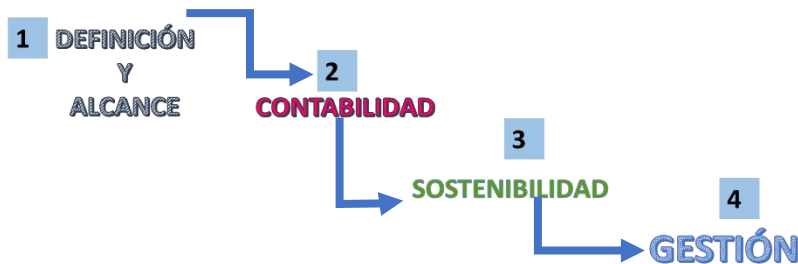 1
DEFINICIÓN
Y
ALCANCE
2
CONTABILIDAD
3
SOSTENIBILIDAD
4
GESTIÓN